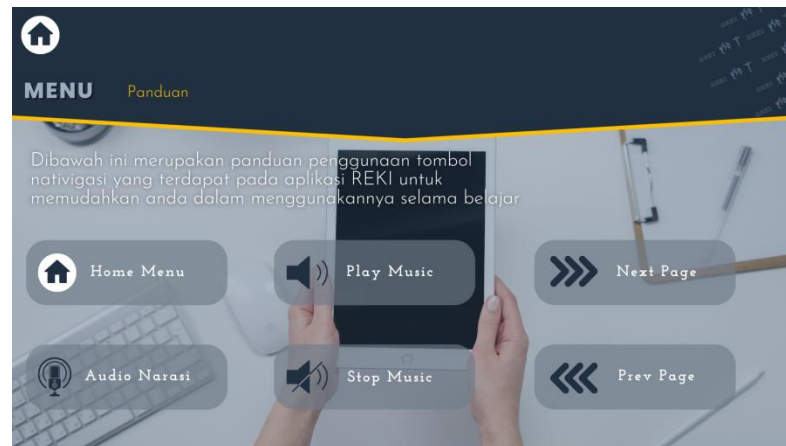 MENU Panduan
Dibawah ini merupakan panduan penggunaan tombol
nativigasi yang terdapat pada aplikasi REKI untuk
memudahkan anda dalam menggunakannya selama belajar
Home Menu
Play Music
Next Page
Audio Narasi
Stop Music
Prev Page